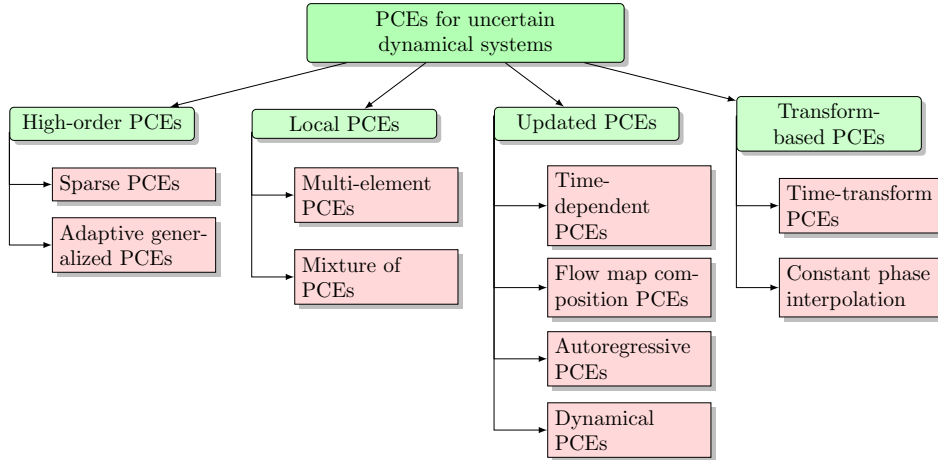 PCEs for uncertain
dynamical systems
High-order PCEs
Sparse PCEs
Adaptive gener-
alized PCEs
Local PCEs
Multi-element
PCEs
Mixture of
PCEs
Updated PCEs
Time-
dependent
PCEs
Flow map com-
position PCEs
Autoregressive
PCEs
Dynamical
PCEs
Transform-
based PCEs
Time-transform
PCEs
Constant phase
interpolation